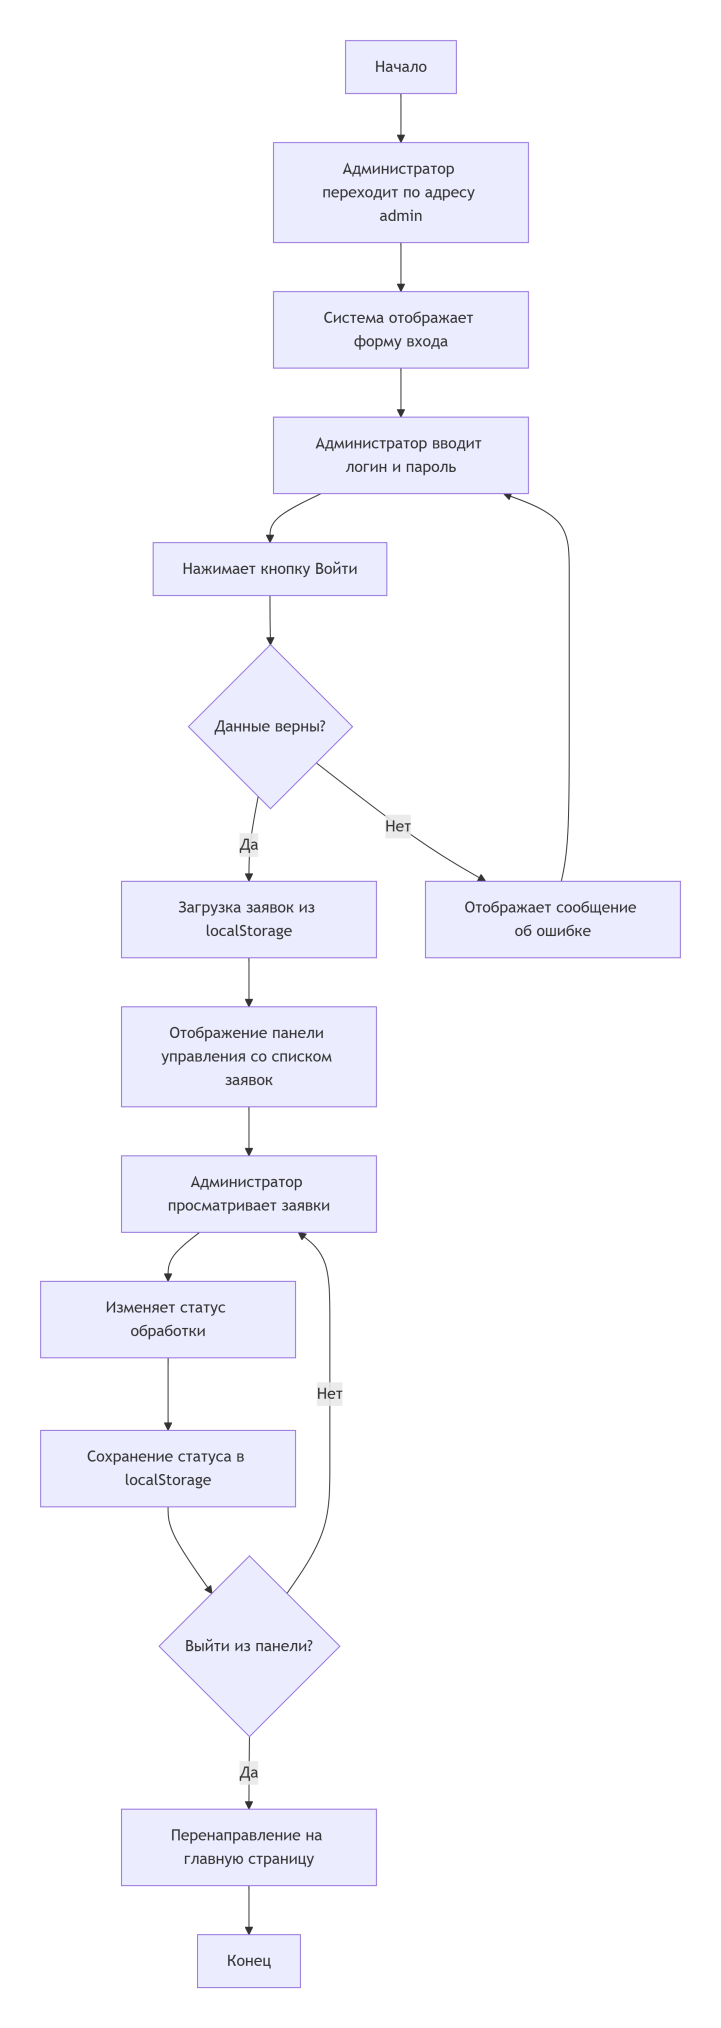 Начало
Администратор
переходит по адресу
admin
Система отображает
форму входа
Администратор вводит
логин и пароль
Нажимает кнопку Войти
Данные верны?
Нет
Да
Загрузка заявок из
localStorage
Отображает сообщение
об ошибке
Отображение панели
управления со списком
заявок
Администратор
просматривает заявки
Изменяет статус
обработки
Нет
Сохранение статуса в
localStorage
Выйти из панели?
Да
Перенаправление на
главную страницу
Конец